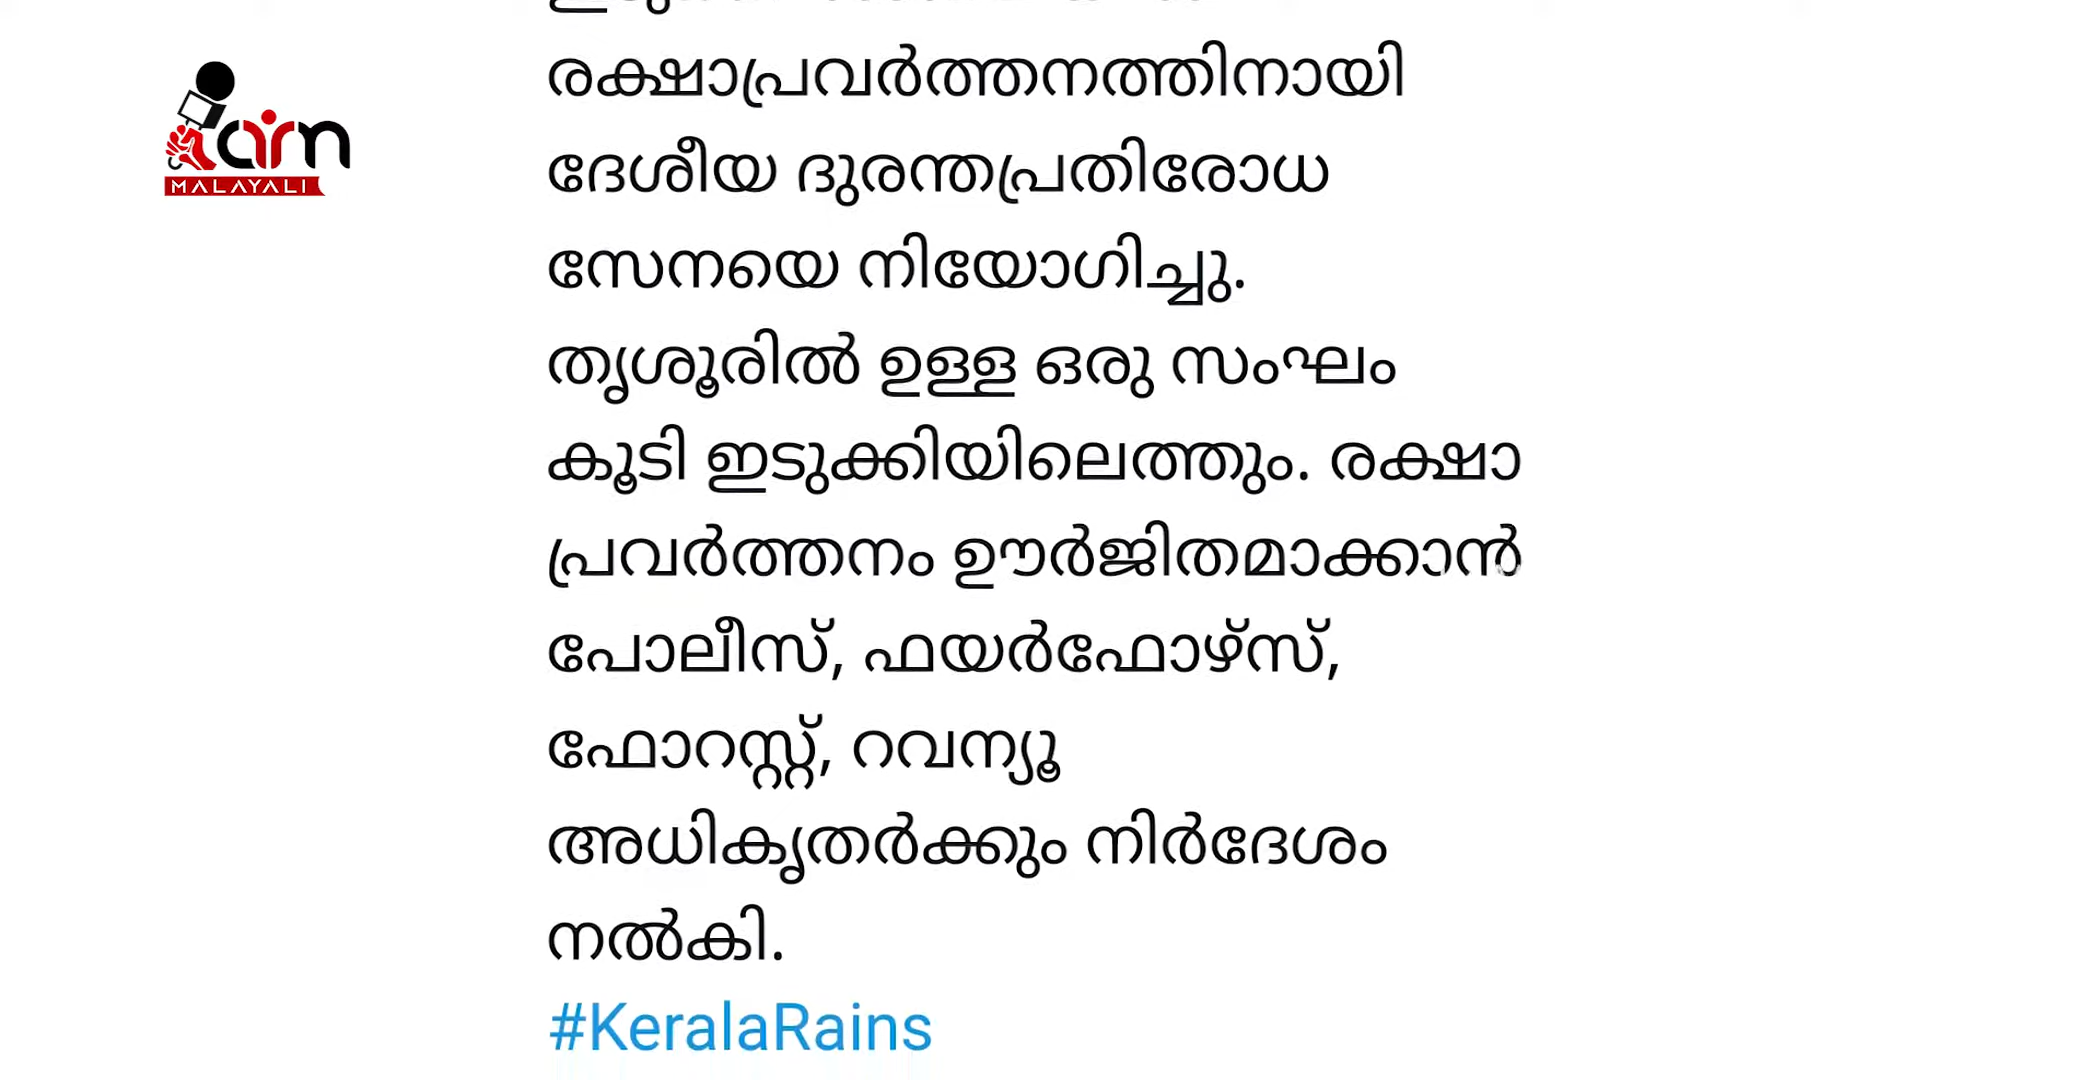 aim
MALAYALI
രക്ഷാപ്രവർത്തനത്തിനായി
ദേശീയ ദുരന്തപ്രതിരോധ
സേനയെ നിയോഗിച്ചു.
തൃശൂരിൽ ഉള്ള ഒരു സംഘം
കൂടി ഇടുക്കിയിലെത്തും. രക്ഷാ
പ്രവർത്തനം ഊർജിതമാക്കാൻ
പോലീസ്, ഫയർഫോഴ്സ്,
ഫോറസ്റ്റ്, റവന്യൂ
അധികൃതർക്കും നിർദേശം
നൽകി.
#KeralaRains